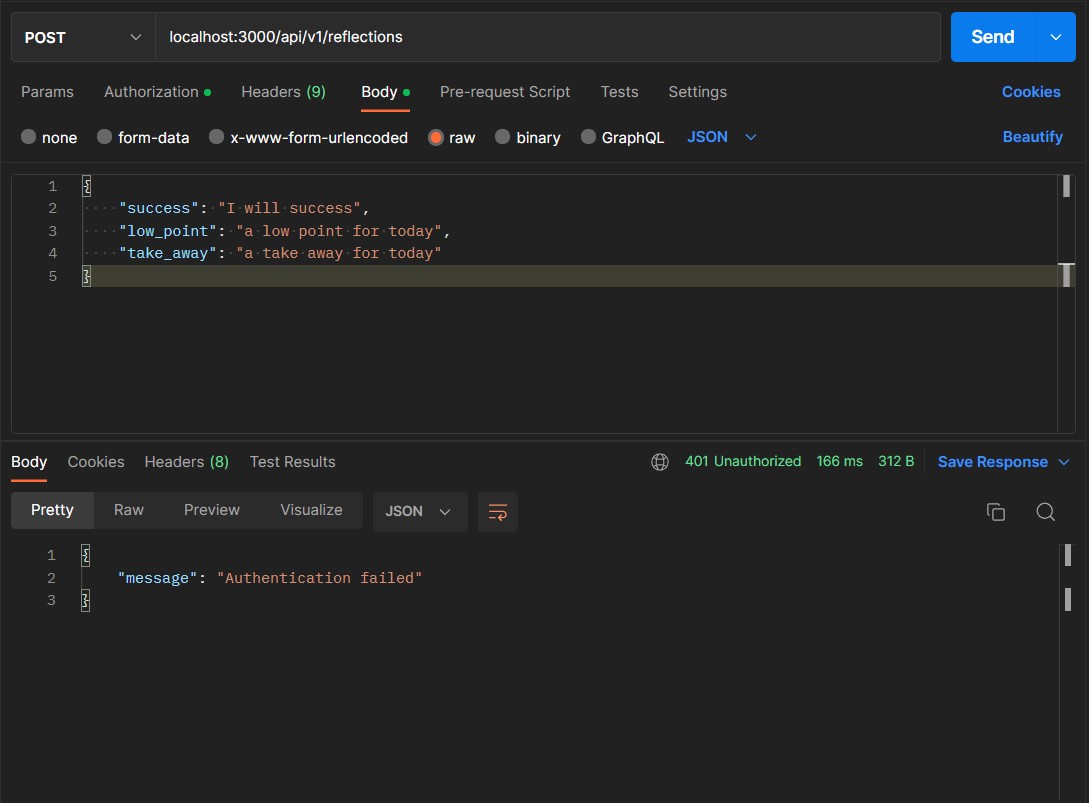 POST localhost:3000/api/v1/reflections Send
Params Authorization Headers (9) Body Pre-request Script Tests Settings Cookies
none form-data x-www-form-urlencoded raw binary GraphQL JSON Beautify
1 {
2 "success": "I will success",
3 "low_point": "a low point for today",
4 "take_away": "a take away for today"
5 }
Body Cookies Headers (8) Test Results 401 Unauthorized 166 ms 312 B Save Response
Pretty Raw Preview Visualize JSON
1 {
2 "message": "Authentication failed"
3 }